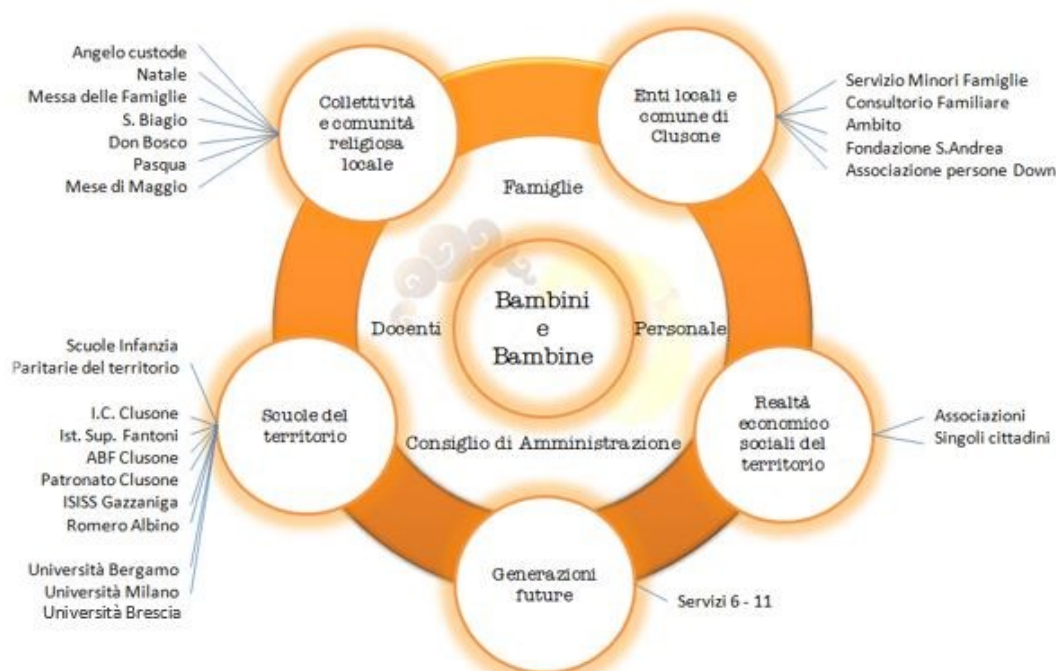 Angelo custode
Natale
Messa delle Famiglie
S. Biagio
Don Bosco
Pasqua
Mese di Maggio
Collettività
e comunità
religiosa
locale
Enti locali e
comune di
Clusone
Servizio Minori Famiglie
Consultorio Familiare
Ambito
Fondazione S.Andrea
Associazione persone Down
Famiglie
Docenti
Bambini
e
Bambine
Personale
Consiglio di Amministrazione
Scuole Infanzia
Paritarie del territorio
I.C. Clusone
Ist. Sup. Fantoni
ABF Clusone
Patronato Clusone
ISISS Gazzaniga
Romero Albino
Università Bergamo
Università Milano
Università Brescia
Scuole del
territorio
Realtà
economico
sociali del
territorio
Associazioni
Singoli cittadini
Generazioni
future
Servizi 6 - 11